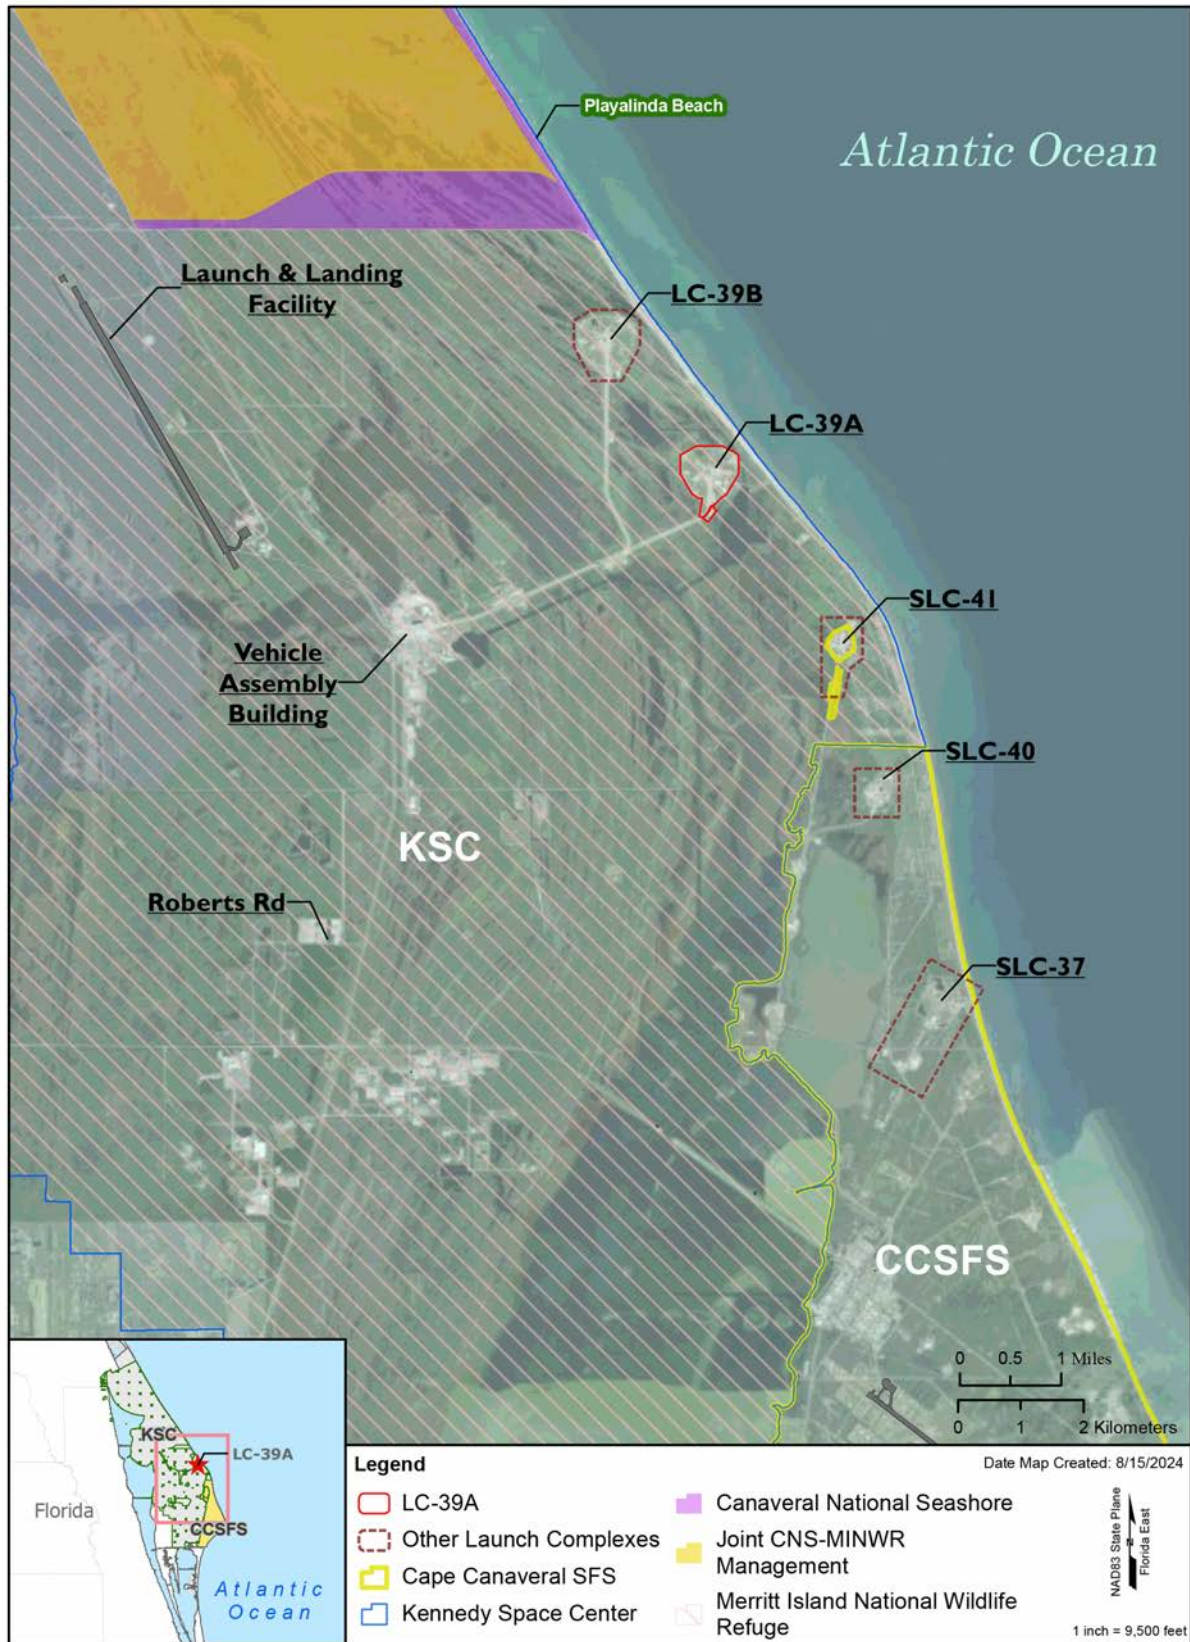 Playalinda Beach
Atlantic Ocean
Launch & Landing
Facility
LC-39B
LC-39A
SLC-41
Vehicle
Assembly
Building
SLC-40
KSC
Roberts Rd
SLC-37
CCSFS
0 0.5 1 Miles
0 1 2 Kilometers
KSC
LC-39A
Florida
CCSFS
Atlantic
Ocean
Legend
Date Map Created: 8/15/2024
LC-39A
Other Launch Complexes
Cape Canaveral SFS
Kennedy Space Center
Canaveral National Seashore
Joint CNS-MINWR
Management
Merritt Island National Wildlife
Refuge
NAD83 State Plane
Florida East
N
1 inch = 9,500 feet